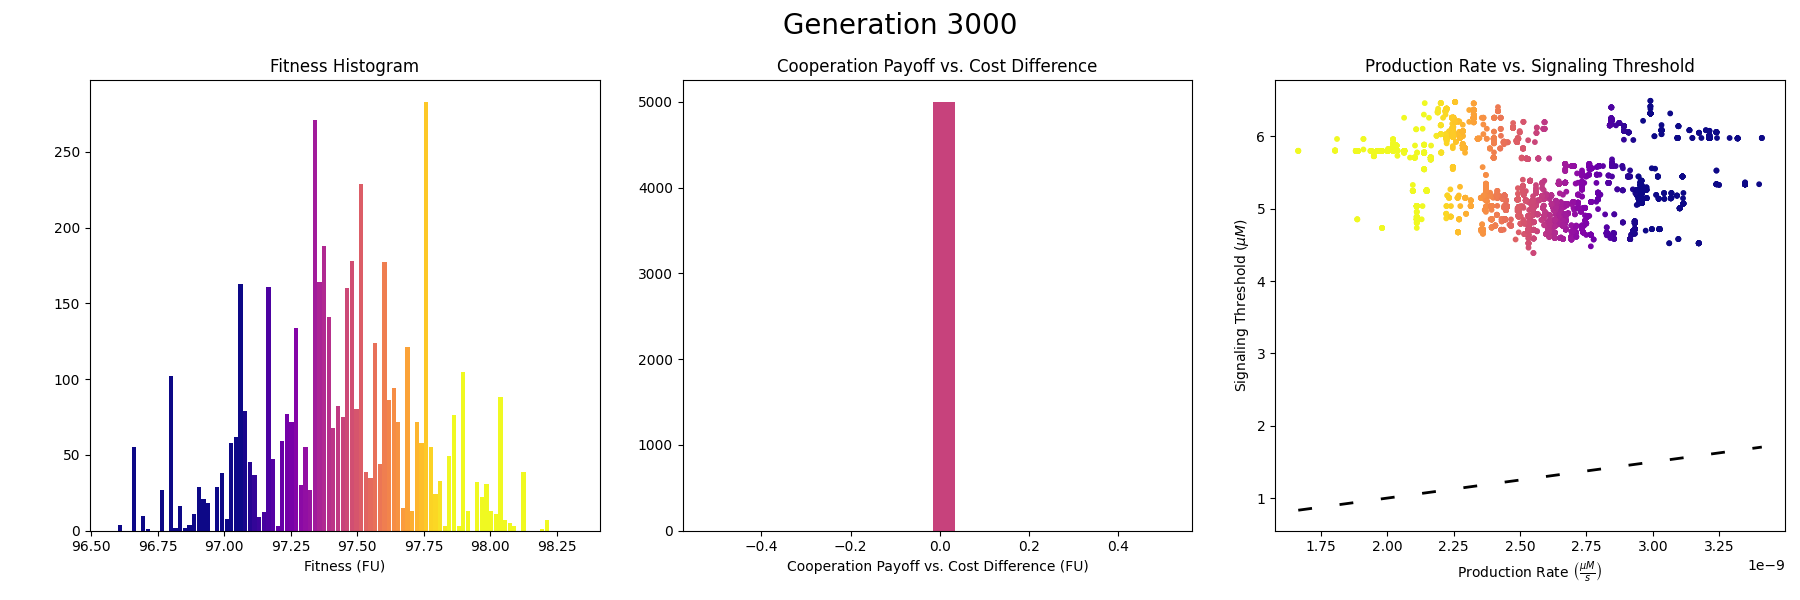 Generation 3000
Fitness Histogram
250
200
150
100
50
0
96.50 96.75 97.00 97.25 97.50 97.75 98.00 98.25
Fitness (FU)
Cooperation Payoff vs. Cost Difference
5000
4000
3000
2000
1000
0
−0.4 −0.2 0.0 0.2 0.4
Cooperation Payoff vs. Cost Difference (FU)
Production Rate vs. Signaling Threshold
Signaling Threshold (μM)
6
5
4
3
2
1
1.75 2.00 2.25 2.50 2.75 3.00 3.25
1e−9
Production Rate (μM/s)